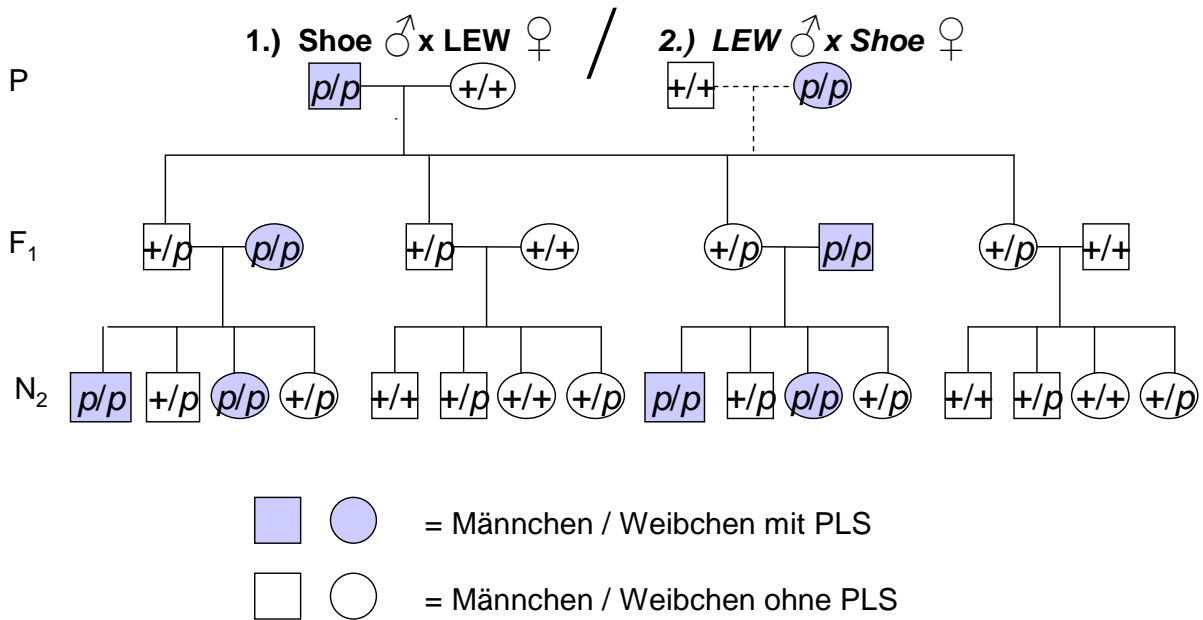 1.) Shoe ♂ x LEW ♀ / 2.) LEW ♂ x Shoe ♀
P p/p +/+ +/+ p/p
F1 +/p p/p +/p +/+ +/p p/p +/p +/+
N2 p/p +/p p/p +/p +/+ +/p +/+ +/p p/p +/p p/p +/p +/+ +/p +/+ +/p
= Männchen / Weibchen mit PLS
= Männchen / Weibchen ohne PLS